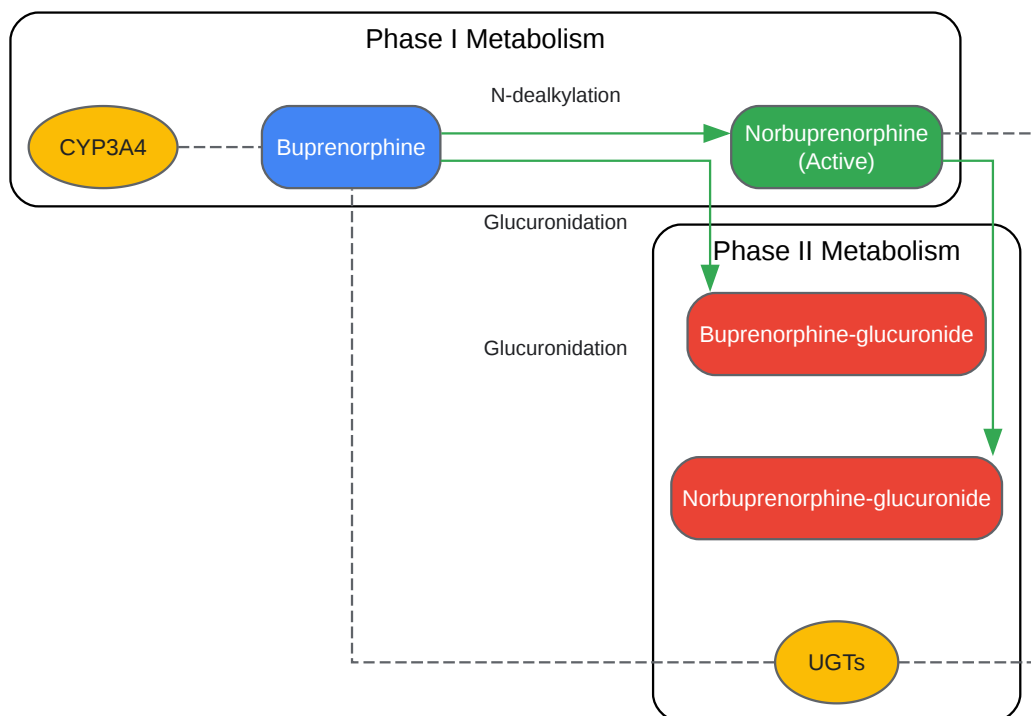 Phase I Metabolism
N-dealkylation
CYP3A4
Buprenorphine
Norbuprenorphine
(Active)
Glucuronidation
Phase II Metabolism
Buprenorphine-glucuronide
Glucuronidation
Norbuprenorphine-glucuronide
UGTs